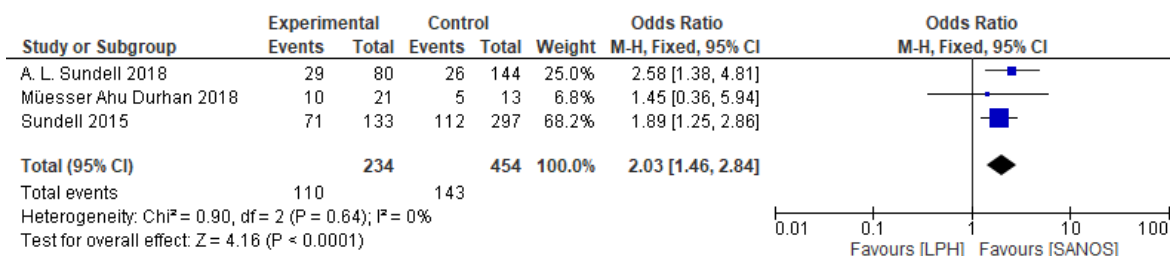 Experimental Control Odds Ratio Odds Ratio
Study or Subgroup Events Total Events Total Weight M-H, Fixed, 95% CI M-H, Fixed, 95% CI
A. L. Sundell 2018 29 80 26 144 25.0% 2.58 [1.38, 4.81]
Müesser Ahu Durhan 2018 10 21 5 13 6.8% 1.45 [0.36, 5.94]
Sundell 2015 71 133 112 297 68.2% 1.89 [1.25, 2.86]
Total (95% CI) 234 454 100.0% 2.03 [1.46, 2.84]
Total events 110 143
Heterogeneity: Chi² = 0.90, df = 2 (P = 0.64); I² = 0%
Test for overall effect: Z = 4.16 (P < 0.0001)
0.01 0.1 1 10 100
Favours [LPH] Favours [SANOS]